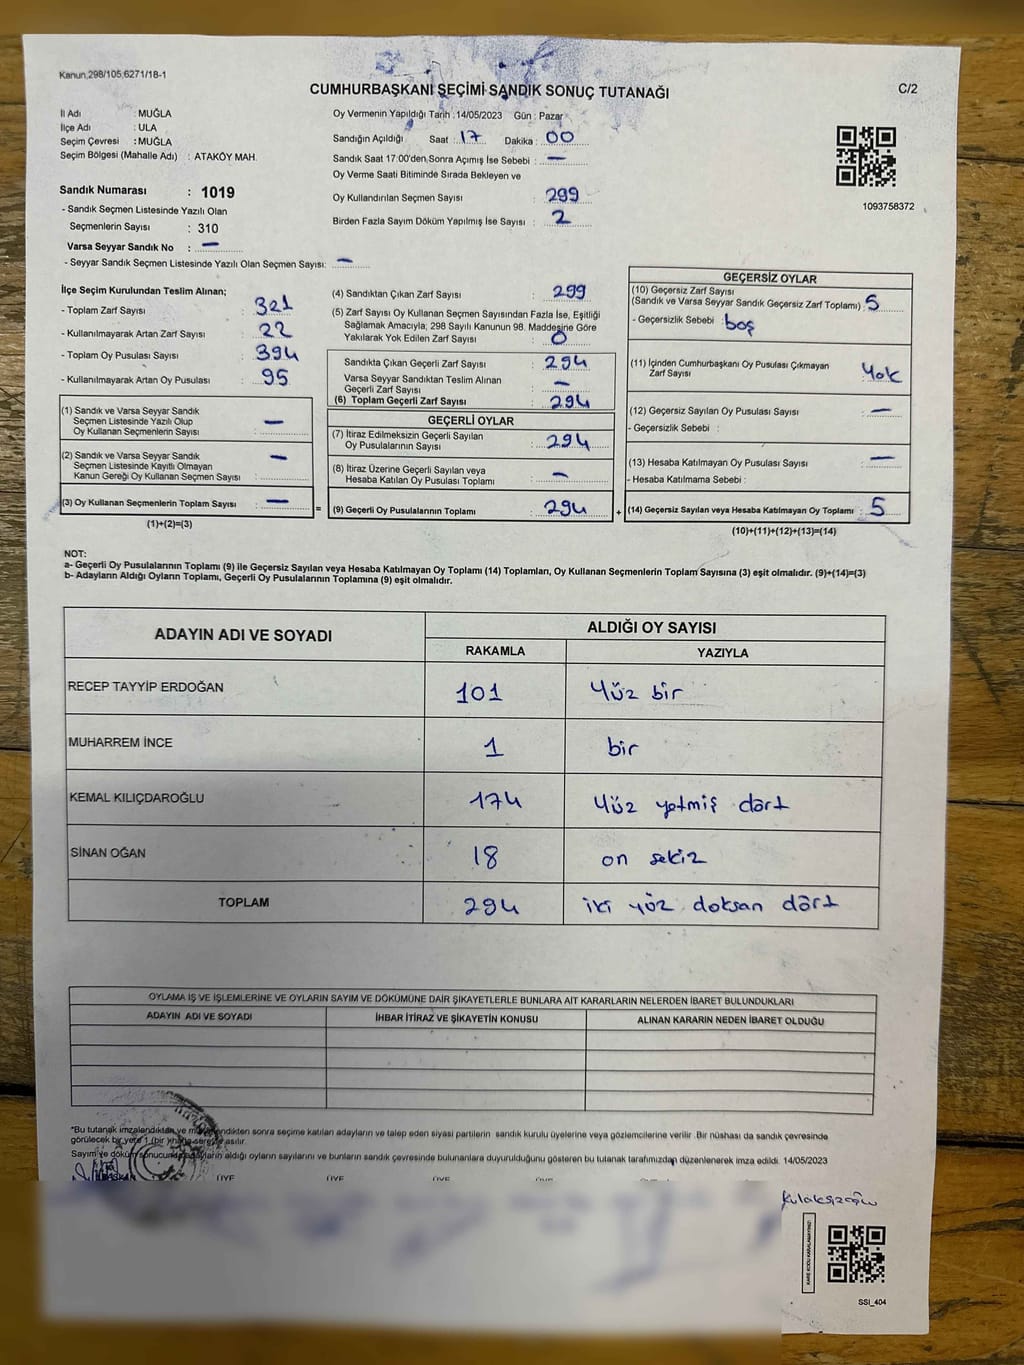 Kanun,298/105,6271/18-1
C/2
CUMHURBAŞKANI SEÇİMİ SANDIK SONUÇ TUTANAĞI
İl Adı : MUĞLA
İlçe Adı : ULA
Seçim Çevresi : MUĞLA
Seçim Bölgesi (Mahalle Adı) : ATAKÖY MAH.
Sandık Numarası : 1019
- Sandık Seçmen Listesinde Yazılı Olan
Seçmenlerin Sayısı : 310
Varsa Seyyar Sandık No : —
- Seyyar Sandık Seçmen Listesinde Yazılı Olan Seçmen Sayısı: —
Oy Vermenin Yapıldığı Tarih : 14/05/2023 Gün : Pazar
Sandığın Açıldığı Saat : 17 Dakika : 00
Sandık Saat 17:00'den Sonra Açımış İse Sebebi : —
Oy Verme Saati Bitiminde Sırada Bekleyen ve
Oy Kullandırılan Seçmen Sayısı : 299
Birden Fazla Sayım Döküm Yapılmış İse Sayısı : 2
1093758372
İlçe Seçim Kurulundan Teslim Alınan;
- Toplam Zarf Sayısı : 321
- Kullanılmayarak Artan Zarf Sayısı : 22
- Toplam Oy Pusulası Sayısı : 394
- Kullanılmayarak Artan Oy Pusulası : 95
(1) Sandık ve Varsa Seyyar Sandık
Seçmen Listesinde Yazılı Olup
Oy Kullanan Seçmenlerin Sayısı : —
(2) Sandık ve Varsa Seyyar Sandık
Seçmen Listesinde Kayıtlı Olmayan
Kanun Gereği Oy Kullanan Seçmen Sayısı : —
(3) Oy Kullanan Seçmenlerin Toplam Sayısı : — =
(1)+(2)=(3)
(4) Sandıktan Çıkan Zarf Sayısı : 299
(5) Zarf Sayısı Oy Kullanan Seçmen Sayısından Fazla İse, Eşitliği
Sağlamak Amacıyla; 298 Sayılı Kanunun 98. Maddesine Göre
Yakılarak Yok Edilen Zarf Sayısı : 0
Sandıkta Çıkan Geçerli Zarf Sayısı : 294
Varsa Seyyar Sandıktan Teslim Alınan
Geçerli Zarf Sayısı : —
(6) Toplam Geçerli Zarf Sayısı : 294
GEÇERLİ OYLAR
(7) İtiraz Edilmeksizin Geçerli Sayılan
Oy Pusulalarının Sayısı : 294
(8) İtiraz Üzerine Geçerli Sayılan veya
Hesaba Katılan Oy Pusulası Toplamı : —
(9) Geçerli Oy Pusulalarının Toplamı : 294 +
GEÇERSİZ OYLAR
(10) Geçersiz Zarf Sayısı
(Sandık ve Varsa Seyyar Sandık Geçersiz Zarf Toplamı) : 5
- Geçersizlik Sebebi : boş
(11) İçinden Cumhurbaşkanı Oy Pusulası Çıkmayan
Zarf Sayısı : Yok
(12) Geçersiz Sayılan Oy Pusulası Sayısı : —
- Geçersizlik Sebebi :
(13) Hesaba Katılmayan Oy Pusulası Sayısı : —
- Hesaba Katılmama Sebebi :
(14) Geçersiz Sayılan veya Hesaba Katılmayan Oy Toplamı : 5
(10)+(11)+(12)+(13)=(14)
NOT:
a- Geçerli Oy Pusulalarının Toplamı (9) ile Geçersiz Sayılan veya Hesaba Katılmayan Oy Toplamı (14) Toplamları, Oy Kullanan Seçmenlerin Toplam Sayısına (3) eşit olmalıdır. (9)+(14)=(3)
b- Adayların Aldığı Oyların Toplamı, Geçerli Oy Pusulalarının Toplamına (9) eşit olmalıdır.
ADAYIN ADI VE SOYADI ALDIĞI OY SAYISI
RAKAMLA YAZIYLA
RECEP TAYYİP ERDOĞAN 101 Yüz bir
MUHARREM İNCE 1 bir
KEMAL KILIÇDAROĞLU 174 Yüz yetmiş dört
SİNAN OĞAN 18 on sekiz
TOPLAM 294 iki yüz doksan dört
OYLAMA İŞ VE İŞLEMLERİNE VE OYLARIN SAYIM VE DÖKÜMÜNE DAİR ŞİKAYETLERLE BUNLARA AİT KARARLARIN NELERDEN İBARET BULUNDUKLARI
ADAYIN ADI VE SOYADI İHBAR İTİRAZ VE ŞİKAYETİN KONUSU ALINAN KARARIN NEDEN İBARET OLDUĞU
*Bu tutanak imzalandıktan ve sonra seçime katılan adayların ve talep eden siyasi partilerin sandık kurulu üyelerine veya gözlemcilerine verilir. Bir nüshası da sandık çevresinde
görülecek bir yere 1 (bir) süreyle asılır.
Sayım ve döküm sonucunda adayların aldığı oyların sayılarını ve bunların sandık çevresinde bulunanlara duyurulduğunu gösteren bu tutanak tarafımızdan düzenlenerek imza edildi. 14/05/2023
BAŞKAN ÜYE ÜYE ÜYE ÜYE
KARE KODU KARALAMAYINIZ!
SSI_404